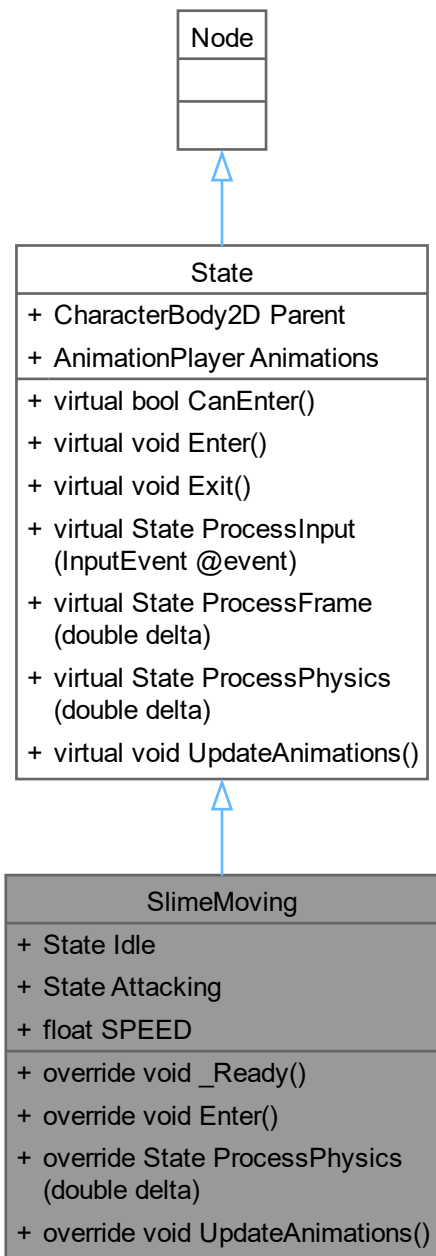 Node
State
+ CharacterBody2D Parent
+ AnimationPlayer Animations
+ virtual bool CanEnter()
+ virtual void Enter()
+ virtual void Exit()
+ virtual State ProcessInput
(InputEvent @event)
+ virtual State ProcessFrame
(double delta)
+ virtual State ProcessPhysics
(double delta)
+ virtual void UpdateAnimations()
SlimeMoving
+ State Idle
+ State Attacking
+ float SPEED
+ override void _Ready()
+ override void Enter()
+ override State ProcessPhysics
(double delta)
+ override void UpdateAnimations()